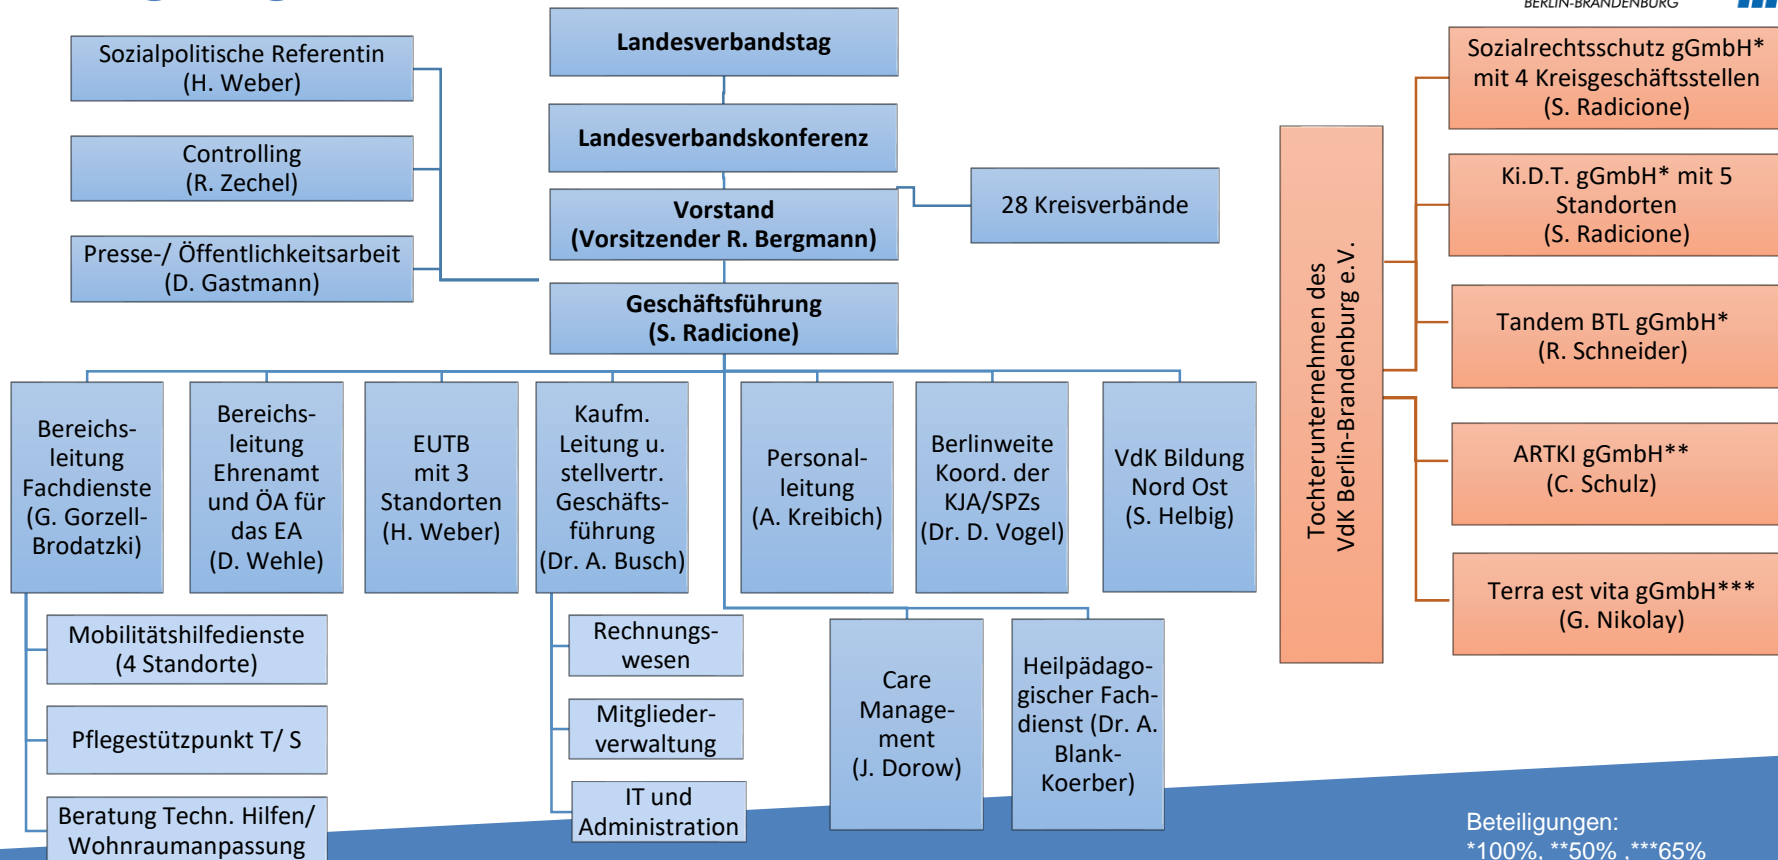 BERLIN-BRANDENBURG
Landesverbandstag
Landesverbandskonferenz
Vorstand
(Vorsitzender R. Bergmann)
28 Kreisverbände
Geschäftsführung
(S. Radicione)
Sozialpolitische Referentin
(H. Weber)
Controlling
(R. Zechel)
Presse-/ Öffentlichkeitsarbeit
(D. Gastmann)
Bereichs-
leitung
Fachdienste
(G. Gorzell-
Brodatzki)
Bereichs-
leitung
Ehrenamt
und ÖA für
das EA
(D. Wehle)
EUTB
mit 3
Standorten
(H. Weber)
Kaufm.
Leitung u.
stellvertr.
Geschäfts-
führung
(Dr. A. Busch)
Personal-
leitung
(A. Kreibich)
Berlinweite
Koord. der
KJA/SPZs
(Dr. D. Vogel)
VdK Bildung
Nord Ost
(S. Helbig)
Mobilitätshilfedienste
(4 Standorte)
Pflegestützpunkt T/ S
Beratung Techn. Hilfen/
Wohnraumanpassung
Rechnungs-
wesen
Mitglieder-
verwaltung
IT und
Administration
Care
Manage-
ment
(J. Dorow)
Heilpädago-
gischer Fach-
dienst (Dr. A.
Blank-
Koerber)
Tochterunternehmen des
VdK Berlin-Brandenburg e.V.
Sozialrechtsschutz gGmbH*
mit 4 Kreisgeschäftsstellen
(S. Radicione)
Ki.D.T. gGmbH* mit 5
Standorten
(S. Radicione)
Tandem BTL gGmbH*
(R. Schneider)
ARTKI gGmbH**
(C. Schulz)
Terra est vita gGmbH***
(G. Nikolay)
Beteiligungen:
*100%, **50% ,***65%